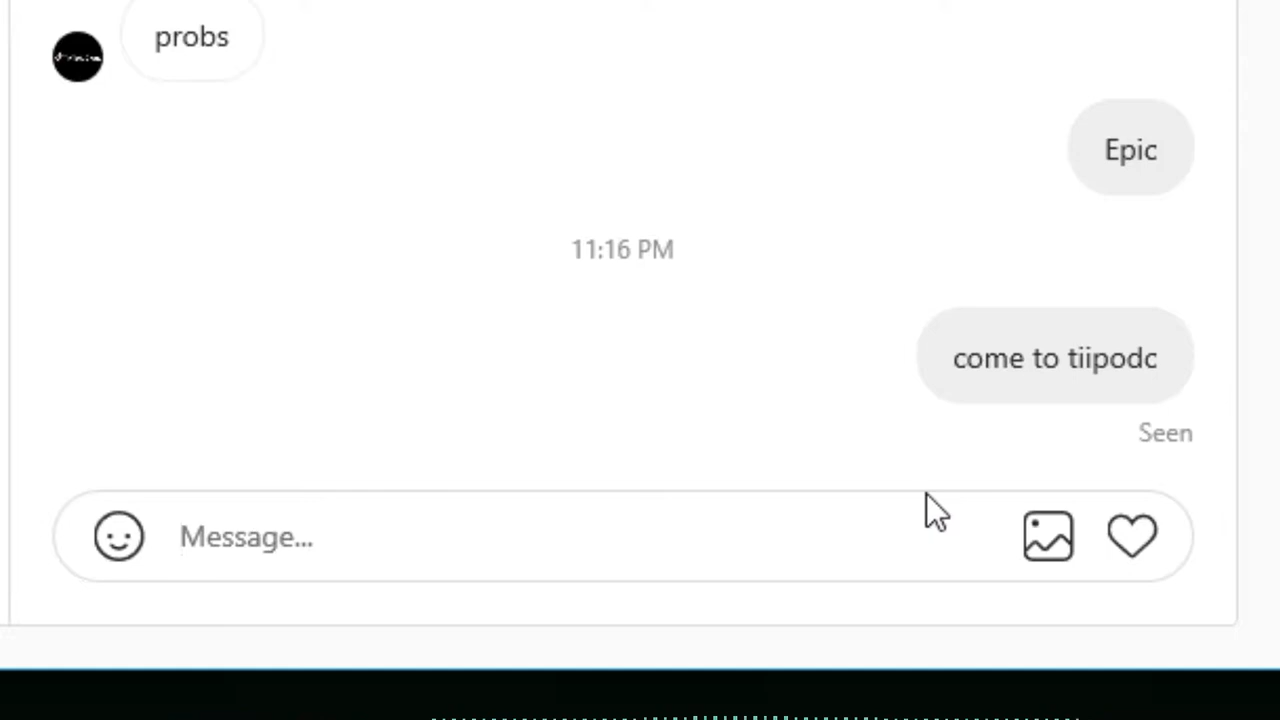 probs
Epic
11:16 PM
come to tiipodc
Seen
Message...